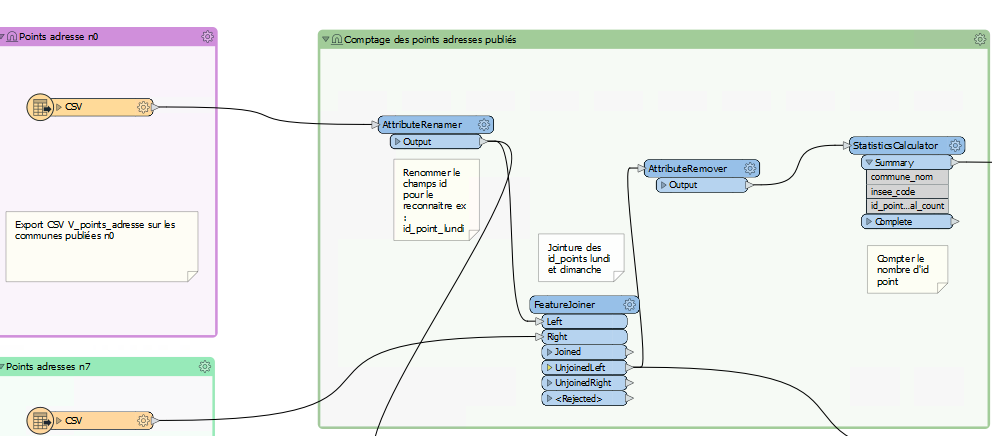 Points adresse n0
Comptage des points adresses publiés
CSV
AttributeRenamer
Output
Renommer le
champs id
pour le
reconnaitre ex
:
id_point_lundi
AttributeRemover
Output
StatisticsCalculator
Summary
commune_nom
insee_code
id_point...al_count
Complete
Export CSV V_points_adresse sur les
communes publiées n0
Jointure des
id_points lundi
et dimanche
Compter le
nombre d'id
point
FeatureJoiner
Left
Right
Joined
UnjoinedLeft
UnjoinedRight
<Rejected>
Points adresses n7
CSV